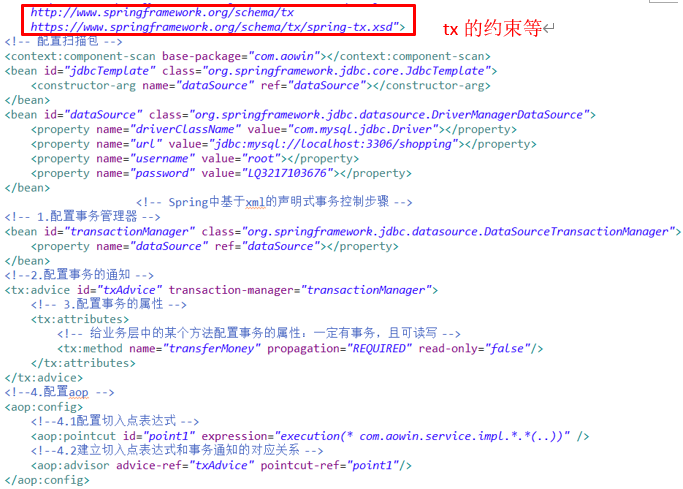 http://www.springframework.org/schema/tx
https://www.springframework.org/schema/tx/spring-tx.xsd">
tx 的约束等
<!-- 配置扫描包 -->
<context:component-scan base-package="com.aowin"></context:component-scan>
<bean id="jdbcTemplate" class="org.springframework.jdbc.core.JdbcTemplate">
<constructor-arg name="dataSource" ref="dataSource"></constructor-arg>
</bean>
<bean id="dataSource" class="org.springframework.jdbc.datasource.DriverManagerDataSource">
<property name="driverClassName" value="com.mysql.jdbc.Driver"></property>
<property name="url" value="jdbc:mysql://localhost:3306/shopping"></property>
<property name="username" value="root"></property>
<property name="password" value="LQ3217103676"></property>
</bean>
<!-- Spring中基于xml的声明式事务控制步骤 -->
<!-- 1.配置事务管理器 -->
<bean id="transactionManager" class="org.springframework.jdbc.datasource.DataSourceTransactionManager">
<property name="dataSource" ref="dataSource"></property>
</bean>
<!--2.配置事务的通知 -->
<tx:advice id="txAdvice" transaction-manager="transactionManager">
<!-- 3.配置事务的属性 -->
<tx:attributes>
<!-- 给业务层中的某个方法配置事务的属性：一定有事务，且可读写 -->
<tx:method name="transferMoney" propagation="REQUIRED" read-only="false"/>
</tx:attributes>
</tx:advice>
<!--4.配置aop -->
<aop:config>
<!--4.1配置切入点表达式 -->
<aop:pointcut id="point1" expression="execution(* com.aowin.service.impl.*.*(..))" />
<!--4.2建立切入点表达式和事务通知的对应关系 -->
<aop:advisor advice-ref="txAdvice" pointcut-ref="point1"/>
</aop:config>